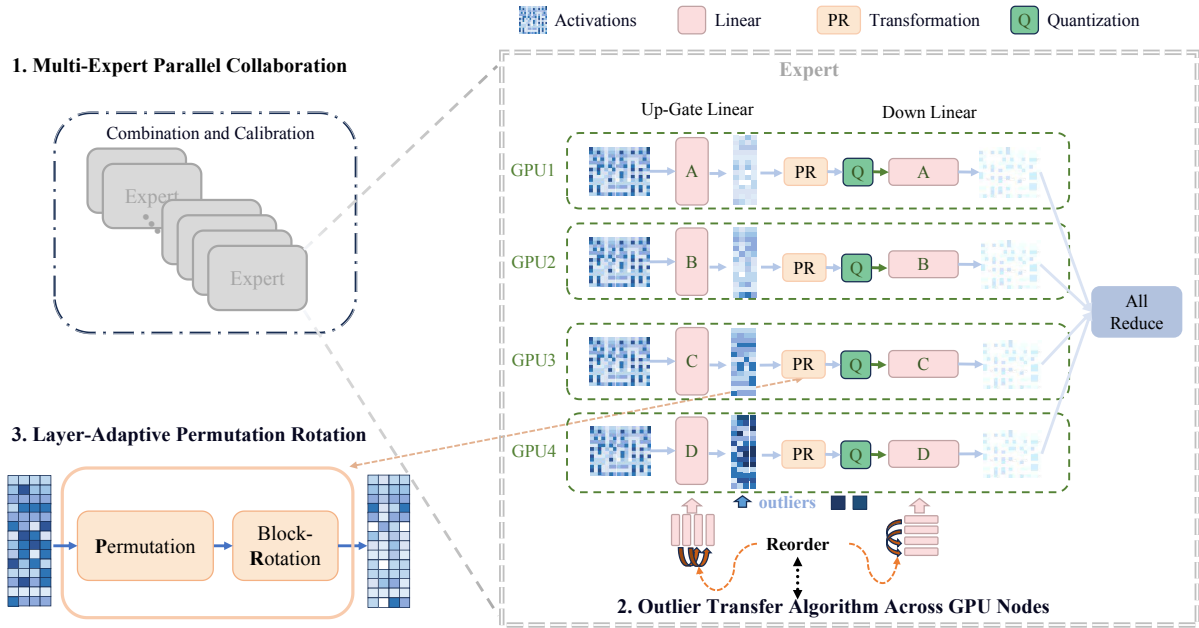 Activations
Linear
PR
Transformation
Q
Quantization
1. Multi-Expert Parallel Collaboration
Combination and Calibration
Expert
Expert
Expert
Up-Gate Linear
Down Linear
GPU1
A
PR
Q
A
GPU2
B
PR
Q
B
GPU3
C
PR
Q
C
GPU4
D
PR
Q
D
All
Reduce
outliers
Reorder
2. Outlier Transfer Algorithm Across GPU Nodes
3. Layer-Adaptive Permutation Rotation
Permutation
Block-
Rotation